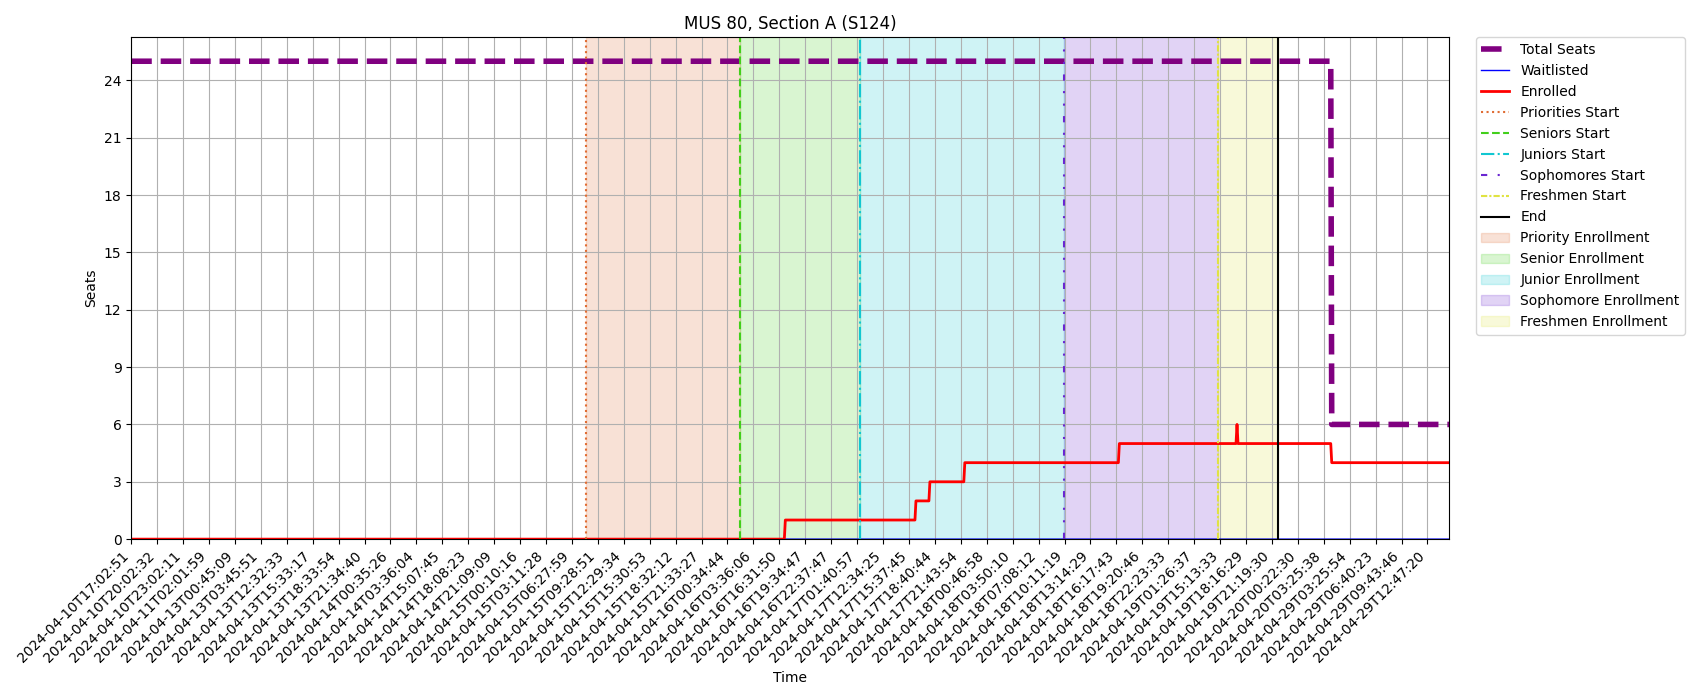 MUS 80, Section A (S124)
Seats
24
21
18
15
12
9
6
3
0
2024-04-10T17:02:51
2024-04-10T20:02:32
2024-04-10T23:02:11
2024-04-11T02:01:59
2024-04-13T00:45:09
2024-04-13T03:45:51
2024-04-13T12:32:33
2024-04-13T15:33:17
2024-04-13T18:33:54
2024-04-13T21:34:40
2024-04-14T00:35:26
2024-04-14T03:36:04
2024-04-14T15:07:45
2024-04-14T18:08:23
2024-04-14T21:09:09
2024-04-15T00:10:16
2024-04-15T03:11:28
2024-04-15T06:27:59
2024-04-15T09:28:51
2024-04-15T12:29:34
2024-04-15T15:30:53
2024-04-15T18:32:12
2024-04-15T21:33:27
2024-04-16T00:34:44
2024-04-16T03:36:06
2024-04-16T16:31:50
2024-04-16T19:34:47
2024-04-16T22:37:47
2024-04-17T01:40:57
2024-04-17T12:34:25
2024-04-17T15:37:45
2024-04-17T18:40:44
2024-04-17T21:43:54
2024-04-18T00:46:58
2024-04-18T03:50:10
2024-04-18T07:08:12
2024-04-18T10:11:19
2024-04-18T13:14:29
2024-04-18T16:17:43
2024-04-18T19:20:46
2024-04-18T22:23:33
2024-04-19T01:26:37
2024-04-19T15:13:33
2024-04-19T18:16:29
2024-04-19T21:19:30
2024-04-20T00:22:30
2024-04-20T03:25:38
2024-04-29T03:25:54
2024-04-29T06:40:23
2024-04-29T09:43:46
2024-04-29T12:47:20
Time
Total Seats
Waitlisted
Enrolled
Priorities Start
Seniors Start
Juniors Start
Sophomores Start
Freshmen Start
End
Priority Enrollment
Senior Enrollment
Junior Enrollment
Sophomore Enrollment
Freshmen Enrollment